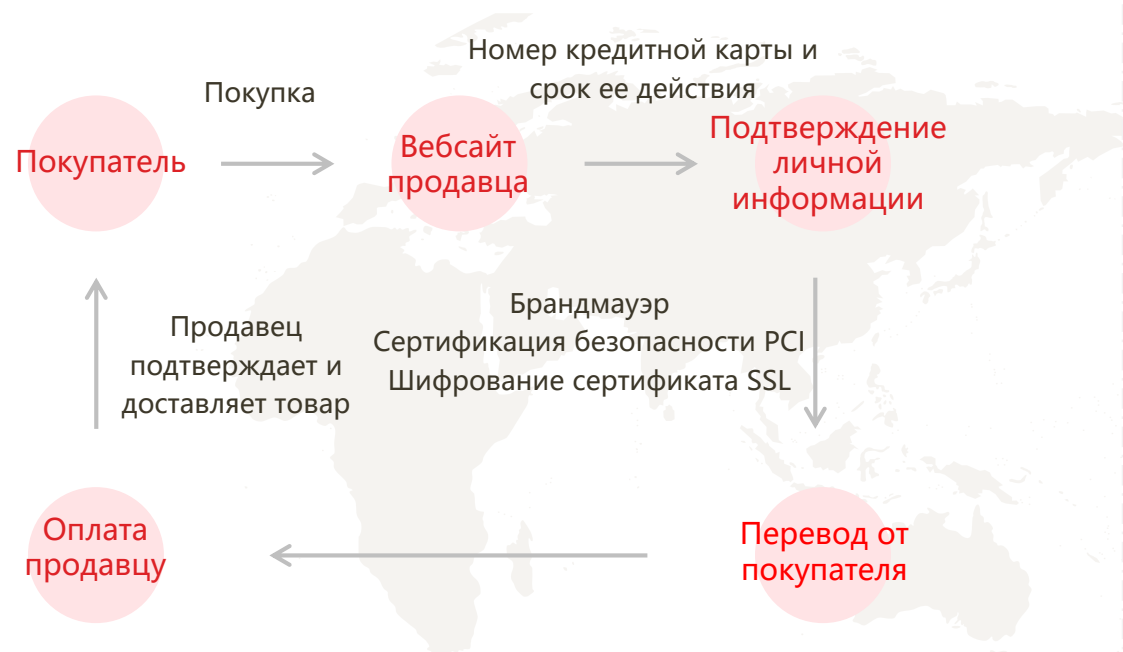 Номер кредитной карты и
срок ее действия
Покупка
Покупатель
Вебсайт
продавца
Подтверждение
личной
информации
Продавец
подтверждает и
доставляет товар
Брандмауэр
Сертификация безопасности PCI
Шифрование сертификата SSL
Оплата
продавцу
Перевод от
покупателя